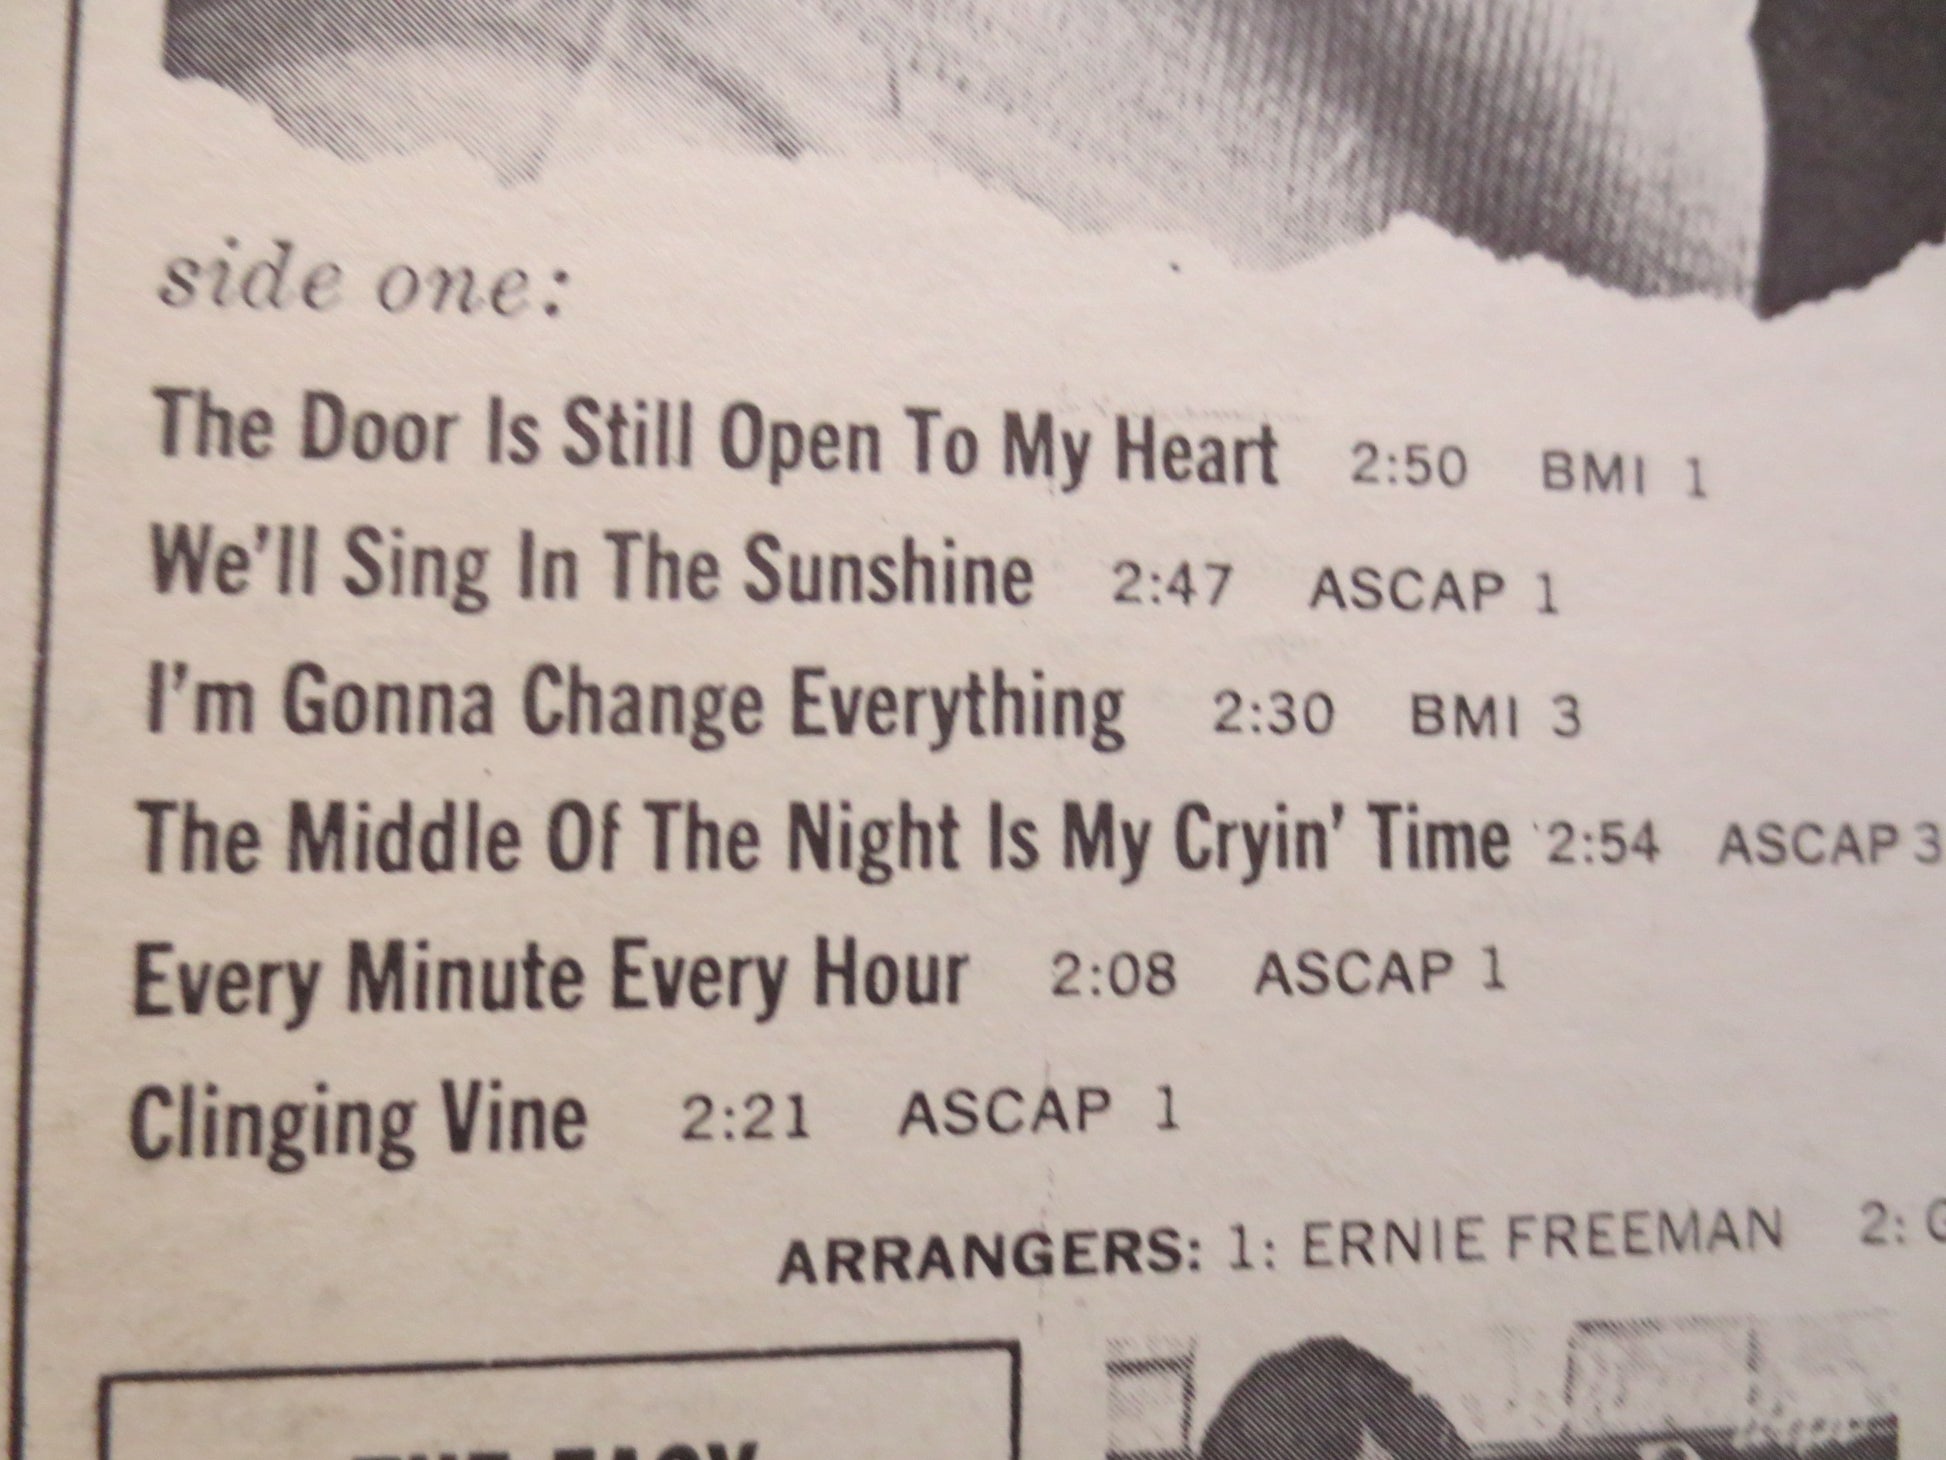 side one:
The Door Is Still Open To My Heart 2:50 BMI 1
We'll Sing In The Sunshine 2:47 ASCAP 1
I'm Gonna Change Everything 2:30 BMI 3
The Middle Of The Night Is My Cryin' Time 2:54 ASCAP 3
Every Minute Every Hour 2:08 ASCAP 1
Clinging Vine 2:21 ASCAP 1
ARRANGERS: 1: ERNIE FREEMAN 2: